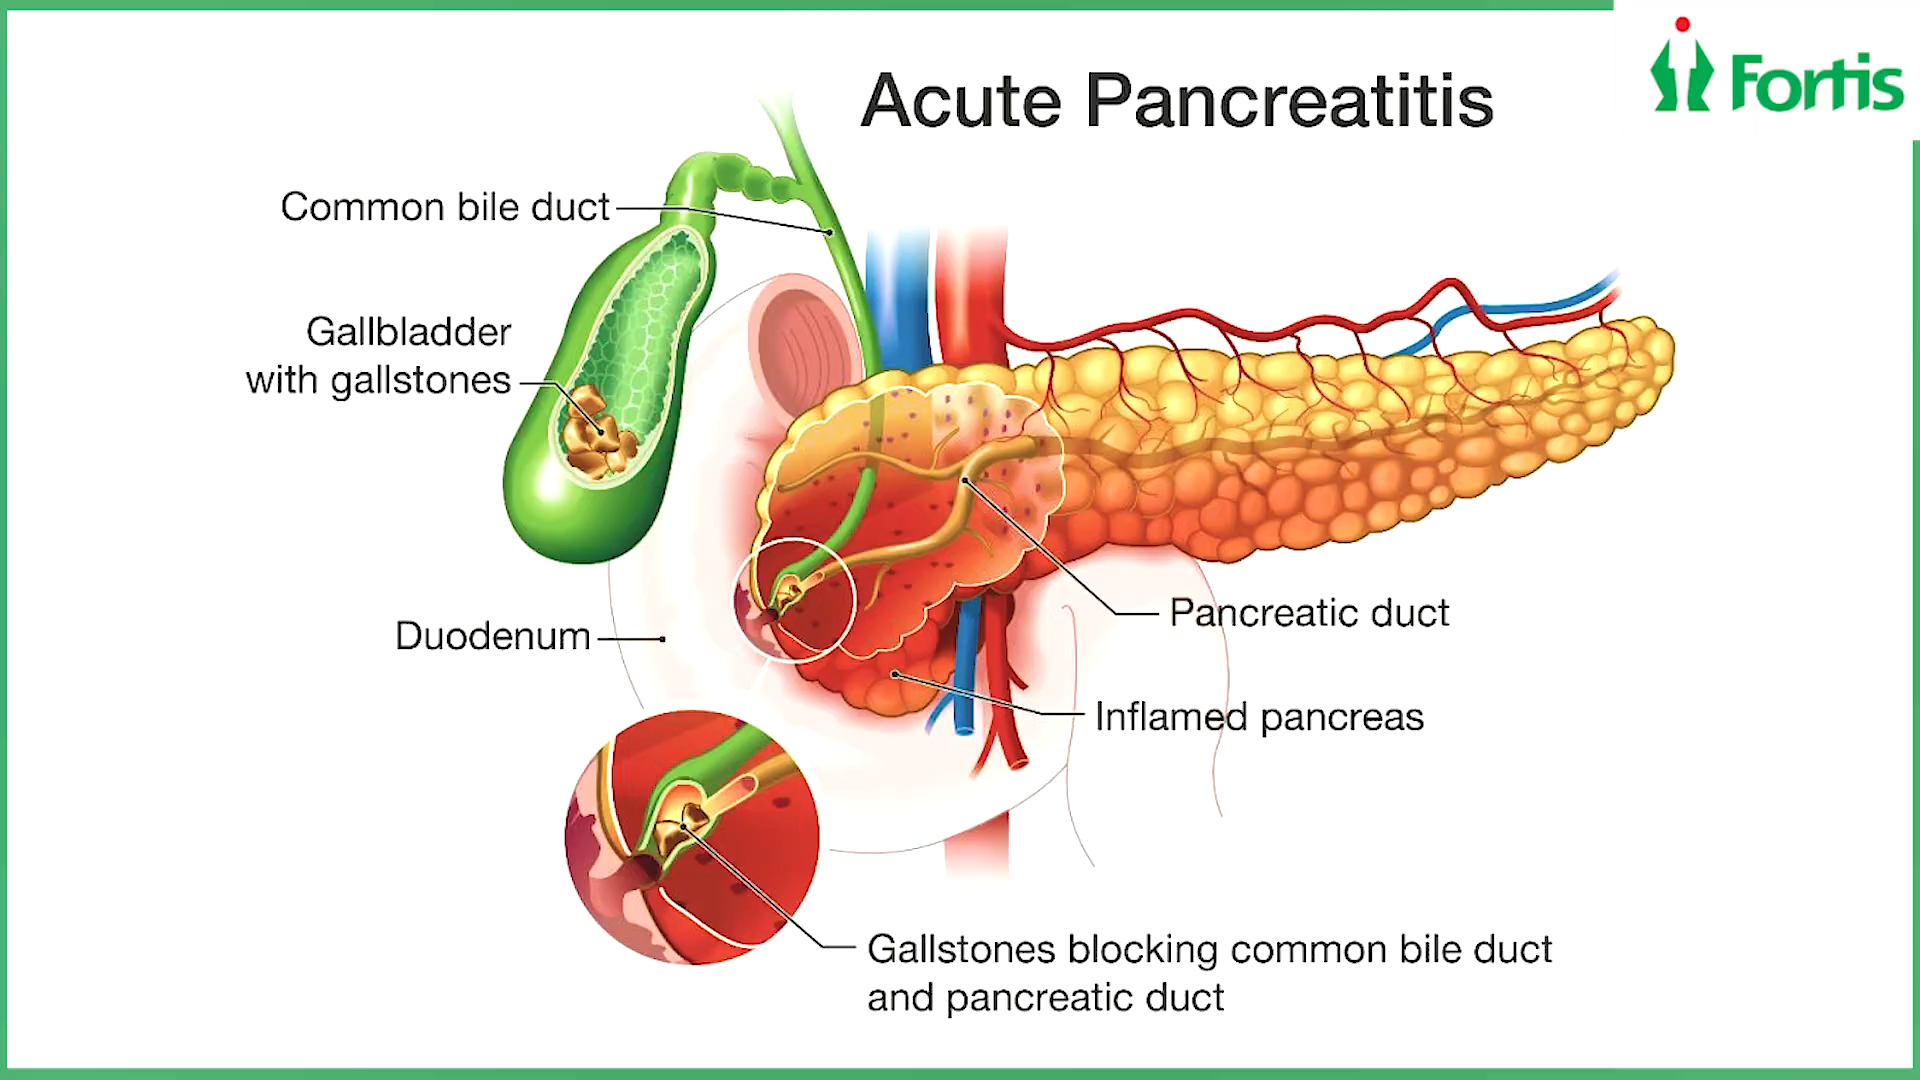 Fortis
Acute Pancreatitis
Common bile duct
Gallbladder
with gallstones
Duodenum
Pancreatic duct
Inflamed pancreas
Gallstones blocking common bile duct
and pancreatic duct